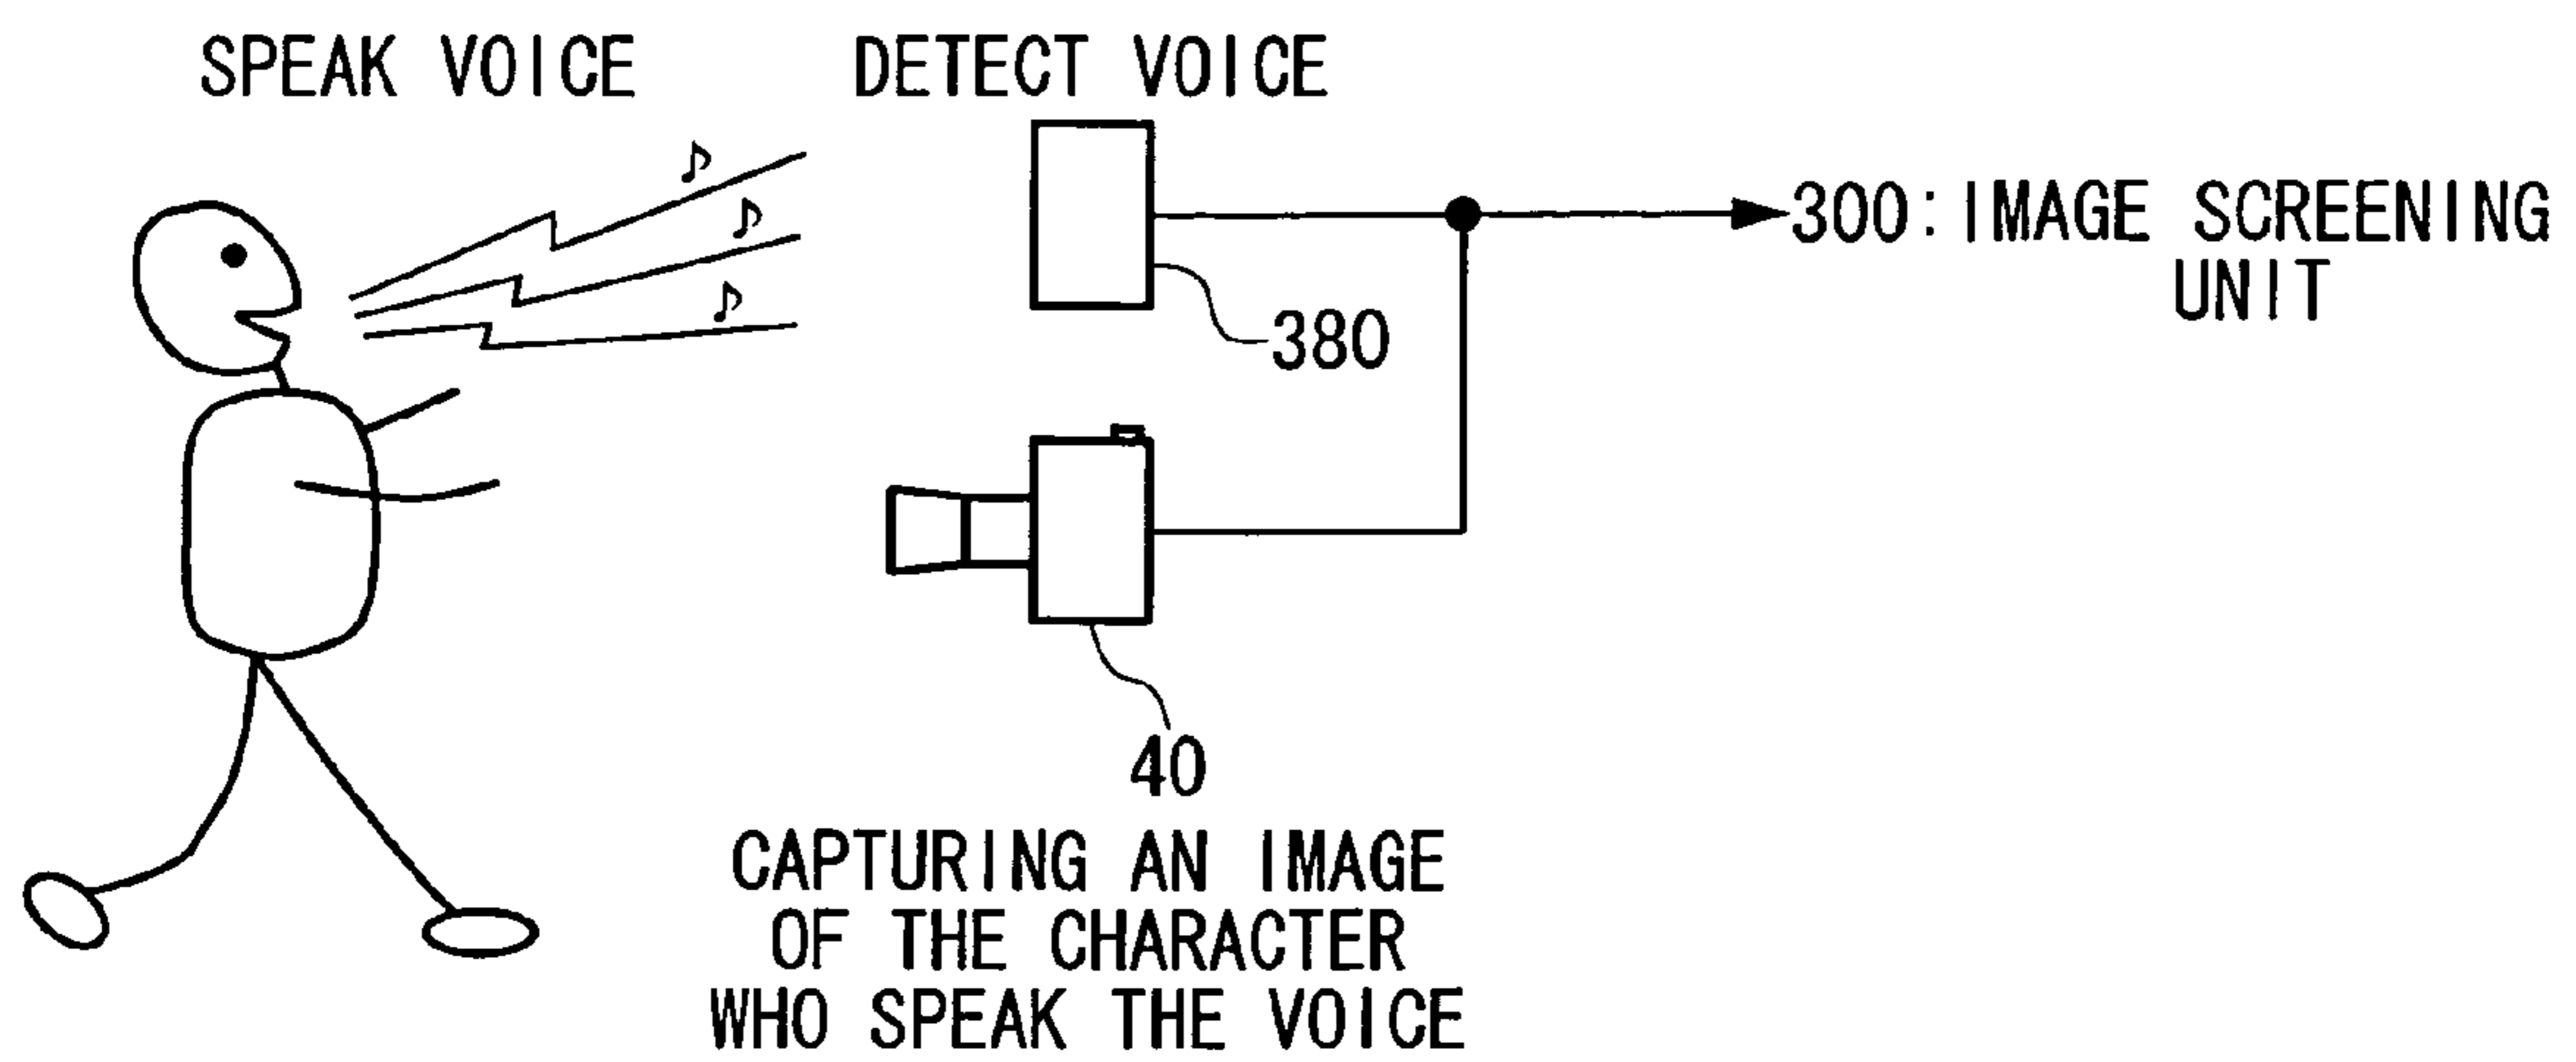 SPEAK VOICE
DETECT VOICE
300:IMAGE SCREENING
UNIT
380
40
CAPTURING AN IMAGE
OF THE CHARACTER
WHO SPEAK THE VOICE